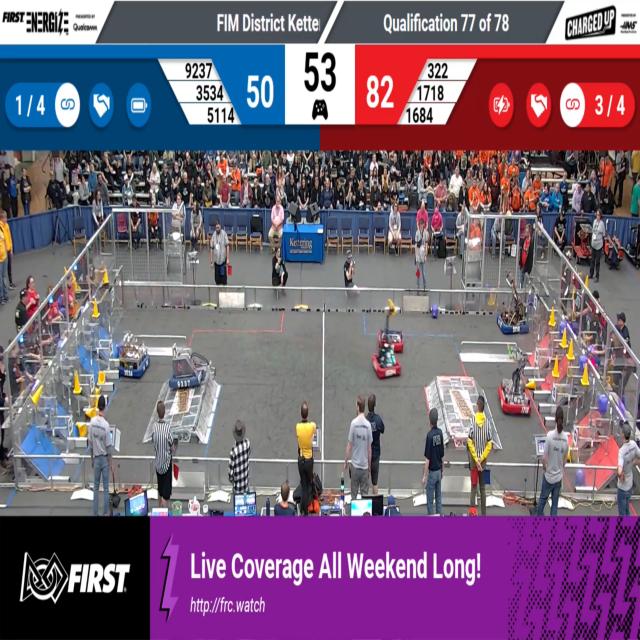 FIRST ENERGIZE PRESENTED BY Qualcomm
FIM District Kette
Qualification 77 of 78
CHARGED UP
1 / 4
9237
3534
5114
50
53
82
322
1718
1684
3 / 4
Kettering
FIRST
Live Coverage All Weekend Long!
http://frc.watch